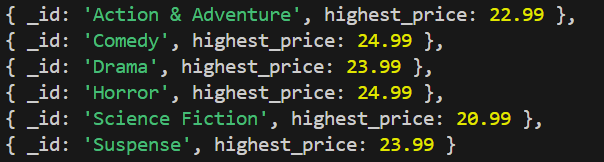 { _id: 'Action & Adventure', highest_price: 22.99 },
{ _id: 'Comedy', highest_price: 24.99 },
{ _id: 'Drama', highest_price: 23.99 },
{ _id: 'Horror', highest_price: 24.99 },
{ _id: 'Science Fiction', highest_price: 20.99 },
{ _id: 'Suspense', highest_price: 23.99 }